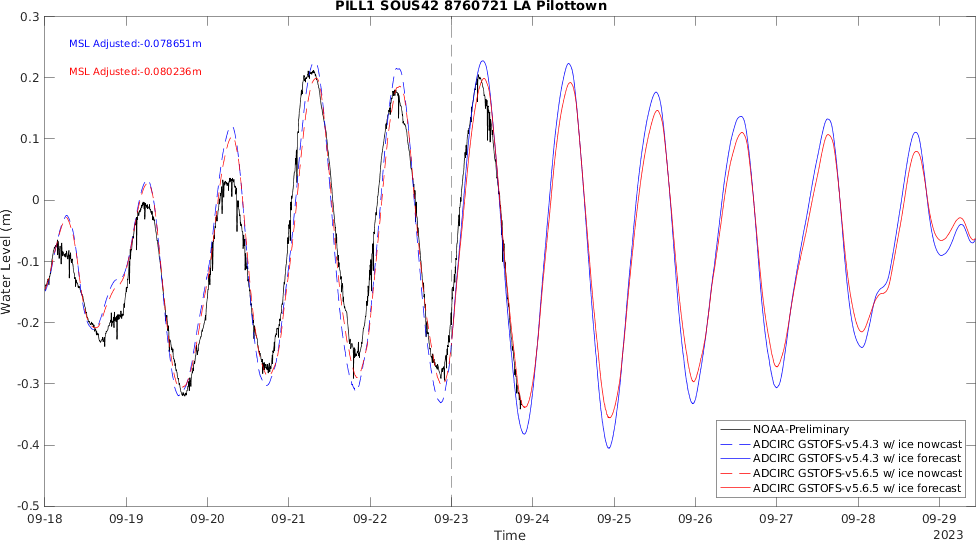 PILL1 SOUS42 8760721 LA Pilottown
0.3
MSL Adjusted:-0.078651m
0.2
MSL Adjusted:-0.080236m
0.1
0
-0.1
-0.2
-0.3
-0.4
-0.5
Water Level (m)
NOAA-Preliminary
ADCIRC GSTOFS-v5.4.3 w/ ice nowcast
ADCIRC GSTOFS-v5.4.3 w/ ice forecast
ADCIRC GSTOFS-v5.6.5 w/ ice nowcast
ADCIRC GSTOFS-v5.6.5 w/ ice forecast
09-18 09-19 09-20 09-21 09-22 09-23 09-24 09-25 09-26 09-27 09-28 09-29
Time
2023